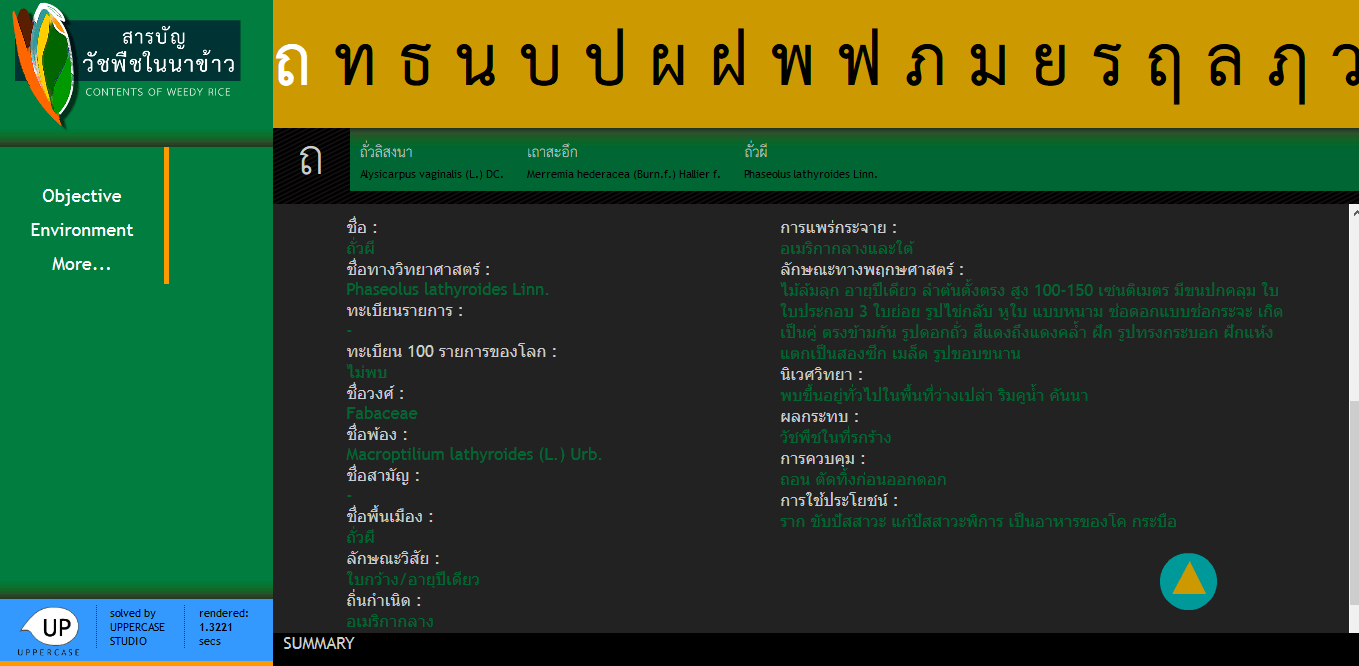 สารบัญ
วัชพืชในนาข้าว
CONTENTS OF WEEDY RICE
ถ ท ธ น บ ป ผ ฝ พ ฟ ภ ม ย ร ฤ ล ฦ ว
Objective
Environment
More...
ถ
ถั่วลิสงนา
Alysicarpus vaginalis (L.) DC.
เถาสะอึก
Merremia hederacea (Burn.f.) Hallier f.
ถั่วผี
Phaseolus lathyroides Linn.
ชื่อ :
ถั่วผี
ชื่อทางวิทยาศาสตร์ :
Phaseolus lathyroides Linn.
ทะเบียนรายการ :
-
ทะเบียน 100 รายการของโลก :
ไม่พบ
ชื่อวงศ์ :
Fabaceae
ชื่อพ้อง :
Macroptilium lathyroides (L.) Urb.
ชื่อสามัญ :
-
ชื่อพื้นเมือง :
ถั่วผี
ลักษณะวิสัย :
ใบกว้าง/อายุปีเดียว
ถิ่นกำเนิด :
อเมริกากลาง
การแพร่กระจาย :
อเมริกากลางและใต้
ลักษณะทางพฤกษศาสตร์ :
ไม้ล้มลุก อายุปีเดียว ลำต้นตั้งตรง สูง 100-150 เซนติเมตร มีขนปกคลุม ใบ
ใบประกอบ 3 ใบย่อย รูปไข่กลับ หูใบ แบบหนาม ช่อดอกแบบช่อกระจะ เกิด
เป็นคู่ ตรงข้ามกัน รูปดอกถั่ว สีแดงถึงแดงคล้ำ ฝัก รูปทรงกระบอก ฝักแห้ง
แตกเป็นสองซีก เมล็ด รูปขอบขนาน
นิเวศวิทยา :
พบขึ้นอยู่ทั่วไปในพื้นที่ว่างเปล่า ริมคูน้ำ คันนา
ผลกระทบ :
วัชพืชในที่รกร้าง
การควบคุม :
ถอน ตัดทิ้งก่อนออกดอก
การใช้ประโยชน์ :
ราก ขับปัสสาวะ แก้ปัสสาวะพิการ เป็นอาหารของโค กระบือ
UP
UPPERCASE
solved by
UPPERCASE
STUDIO
rendered:
1.3221
secs
SUMMARY